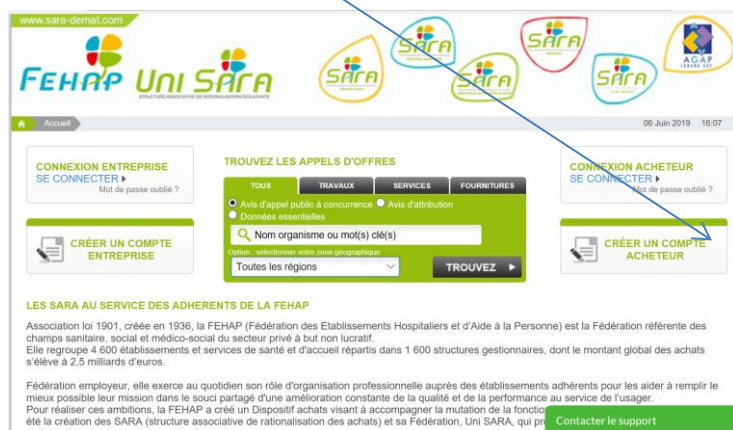 www.sara-demat.com
FEHAP UNI SARA
STRUCTURE ASSOCIATIVE DE RATIONALISATION DES ACHATS
SARA
SARA
SARA
SARA
AGAP
Accueil
06 Juin 2019 16:07
CONNEXION ENTREPRISE
SE CONNECTER
Mot de passe oublié ?
CRÉER UN COMPTE
ENTREPRISE
TROUVEZ LES APPELS D'OFFRES
TOUS TRAVAUX SERVICES FOURNITURES
Avis d'appel public à concurrence Avis d'attribution
Données essentielles
Nom organisme ou mot(s) clé(s)
Option : sélectionner votre zone géographique
Toutes les régions
TROUVEZ
CONNEXION ACHETEUR
SE CONNECTER
Mot de passe oublié ?
CRÉER UN COMPTE
ACHETEUR
LES SARA AU SERVICE DES ADHERENTS DE LA FEHAP
Association loi 1901, créée en 1936, la FEHAP (Fédération des Etablissements Hospitaliers et d'Aide à la Personne) est la Fédération référente des
champs sanitaire, social et médico-social du secteur privé à but non lucratif.
Elle regroupe 4 600 établissements et services de santé et d'accueil répartis dans 1 600 structures gestionnaires, dont le montant global des achats
s'élève à 2,5 milliards d'euros.
Fédération employeur, elle exerce au quotidien son rôle d'organisation professionnelle auprès des établissements adhérents pour les aider à remplir le
mieux possible leur mission dans le souci partagé d'une amélioration constante de la qualité et de la performance au service de l'usager.
Pour réaliser ces ambitions, la FEHAP a créé un Dispositif achats visant à accompagner la mutation de la fonctio
été la création des SARA (structure associative de rationalisation des achats) et sa Fédération, Uni SARA, qui pr
Contacter le support